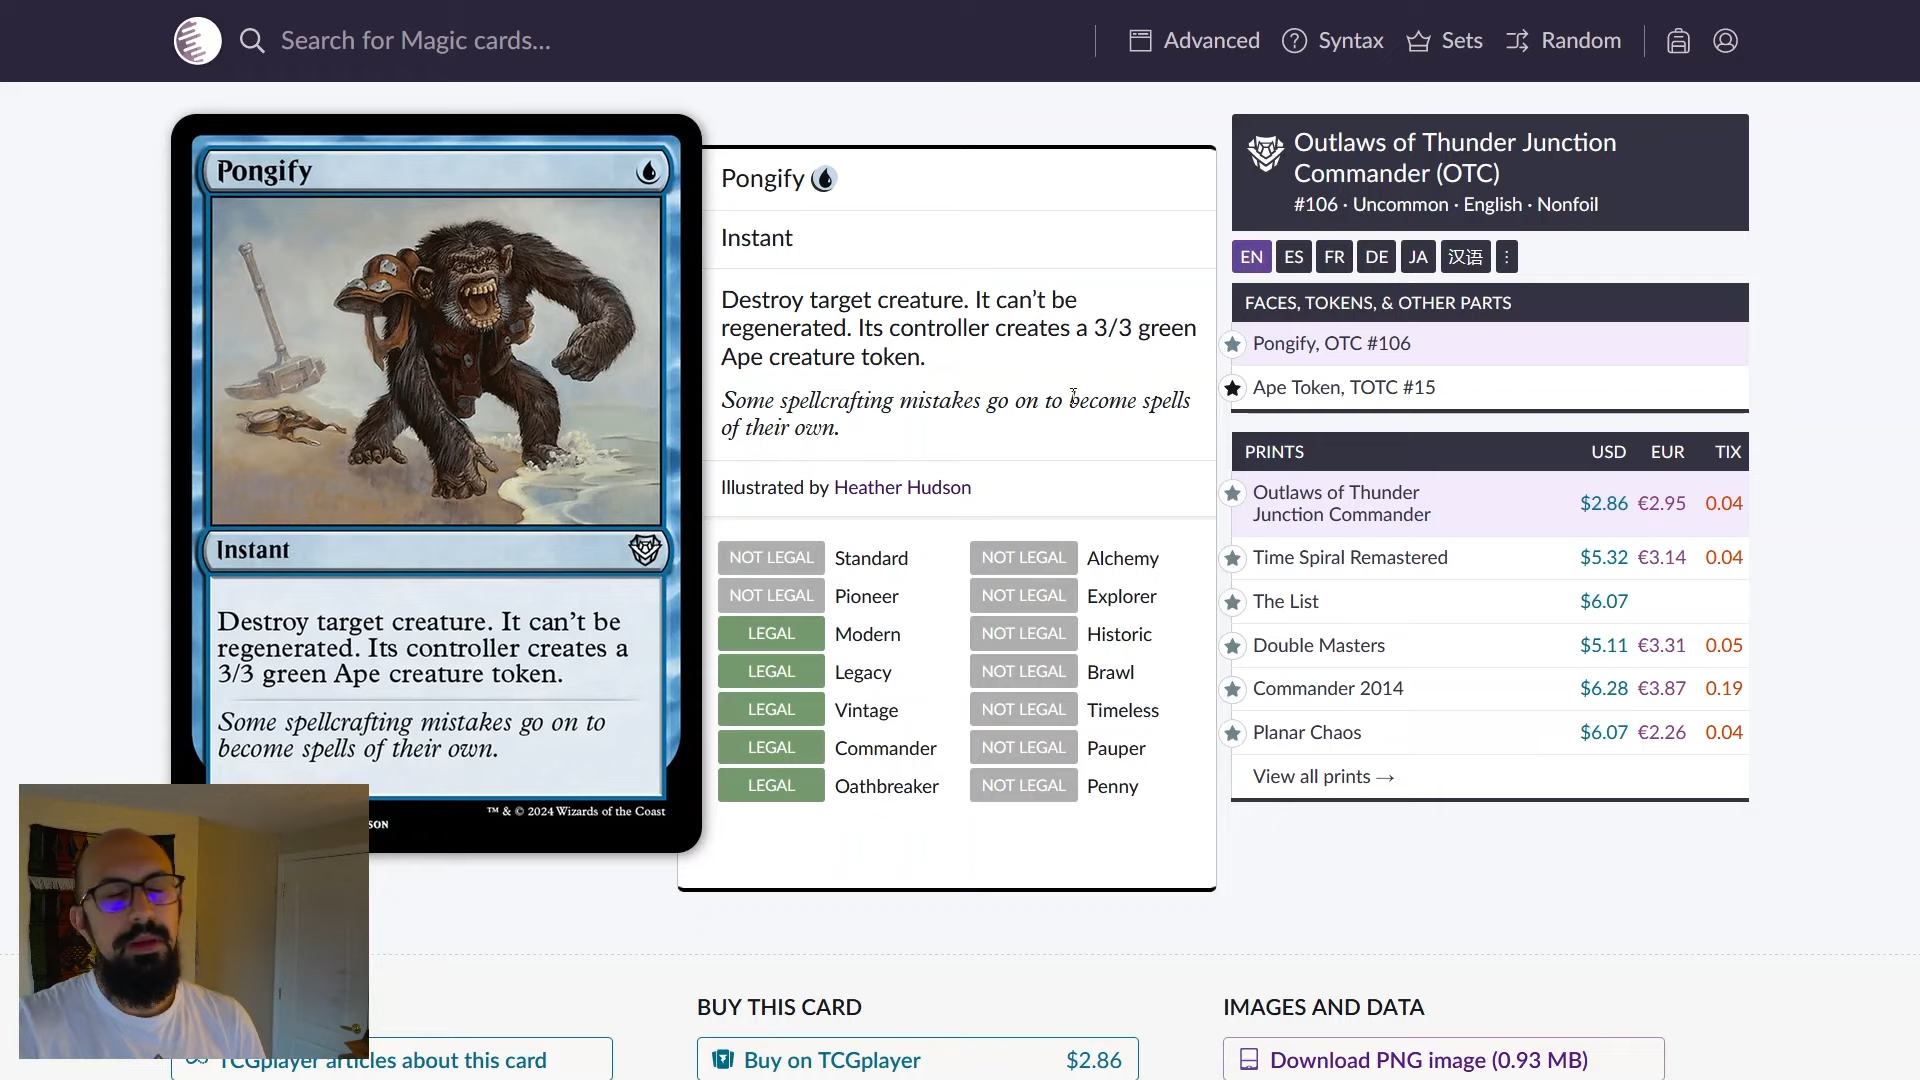 Search for Magic cards...
Advanced
Syntax
Sets
Random
Pongify
Instant
Destroy target creature. It can't be
regenerated. Its controller creates a
3/3 green Ape creature token.
Some spellcrafting mistakes go on to
become spells of their own.
™ & © 2024 Wizards of the Coast
SON
Pongify
Instant
Destroy target creature. It can't be
regenerated. Its controller creates a 3/3 green
Ape creature token.
Some spellcrafting mistakes go on to become spells
of their own.
Illustrated by Heather Hudson
NOT LEGAL Standard NOT LEGAL Alchemy
NOT LEGAL Pioneer NOT LEGAL Explorer
LEGAL Modern NOT LEGAL Historic
LEGAL Legacy NOT LEGAL Brawl
LEGAL Vintage NOT LEGAL Timeless
LEGAL Commander NOT LEGAL Pauper
LEGAL Oathbreaker NOT LEGAL Penny
Outlaws of Thunder Junction
Commander (OTC)
#106 · Uncommon · English · Nonfoil
EN ES FR DE JA 汉语
FACES, TOKENS, & OTHER PARTS
Pongify, OTC #106
Ape Token, TOTC #15
PRINTS USD EUR TIX
Outlaws of Thunder
Junction Commander $2.86 €2.95 0.04
Time Spiral Remastered $5.32 €3.14 0.04
The List $6.07
Double Masters $5.11 €3.31 0.05
Commander 2014 $6.28 €3.87 0.19
Planar Chaos $6.07 €2.26 0.04
View all prints →
TCGplayer articles about this card
BUY THIS CARD
Buy on TCGplayer $2.86
IMAGES AND DATA
Download PNG image (0.93 MB)